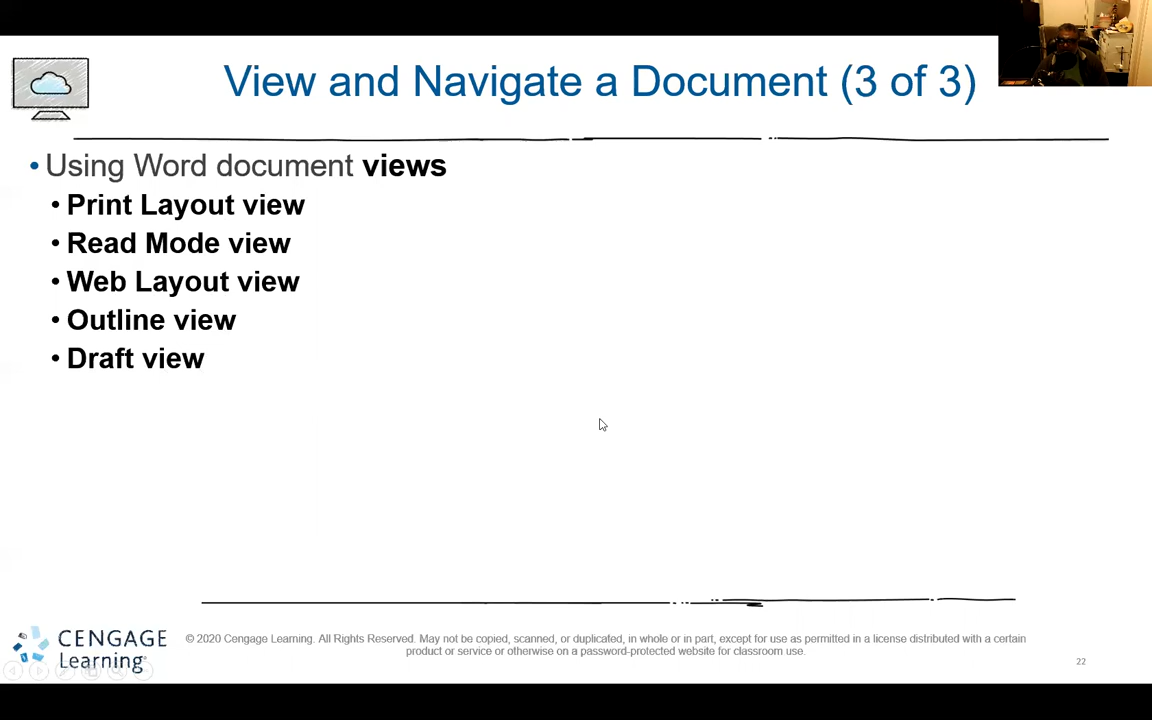 View and Navigate a Document (3 of 3)
• Using Word document views
• Print Layout view
• Read Mode view
• Web Layout view
• Outline view
• Draft view
CENGAGE
Learning
© 2020 Cengage Learning. All Rights Reserved. May not be copied, scanned, or duplicated, in whole or in part, except for use as permitted in a license distributed with a certain
product or service or otherwise on a password-protected website for classroom use.
22